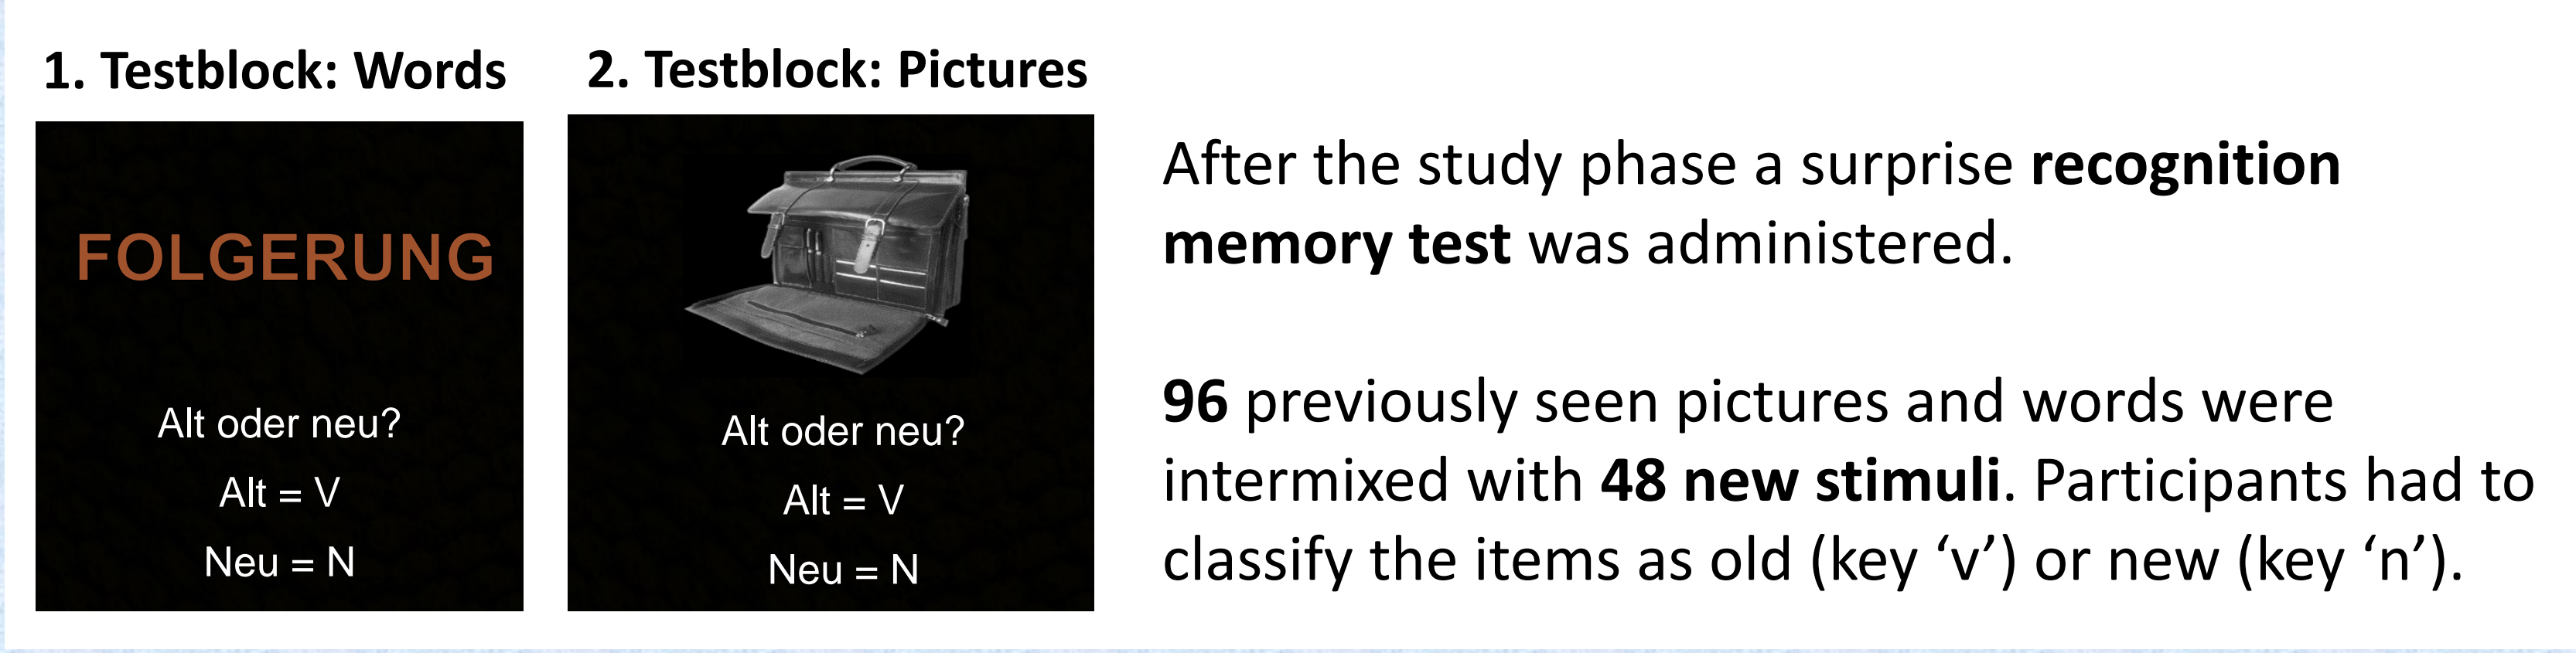 1. Testblock: Words
FOLGERUNG
Alt oder neu?
Alt = V
Neu = N
2. Testblock: Pictures
Alt oder neu?
Alt = V
Neu = N
After the study phase a surprise recognition
memory test was administered.
96 previously seen pictures and words were
intermixed with 48 new stimuli. Participants had to
classify the items as old (key ‘v’) or new (key ‘n’).